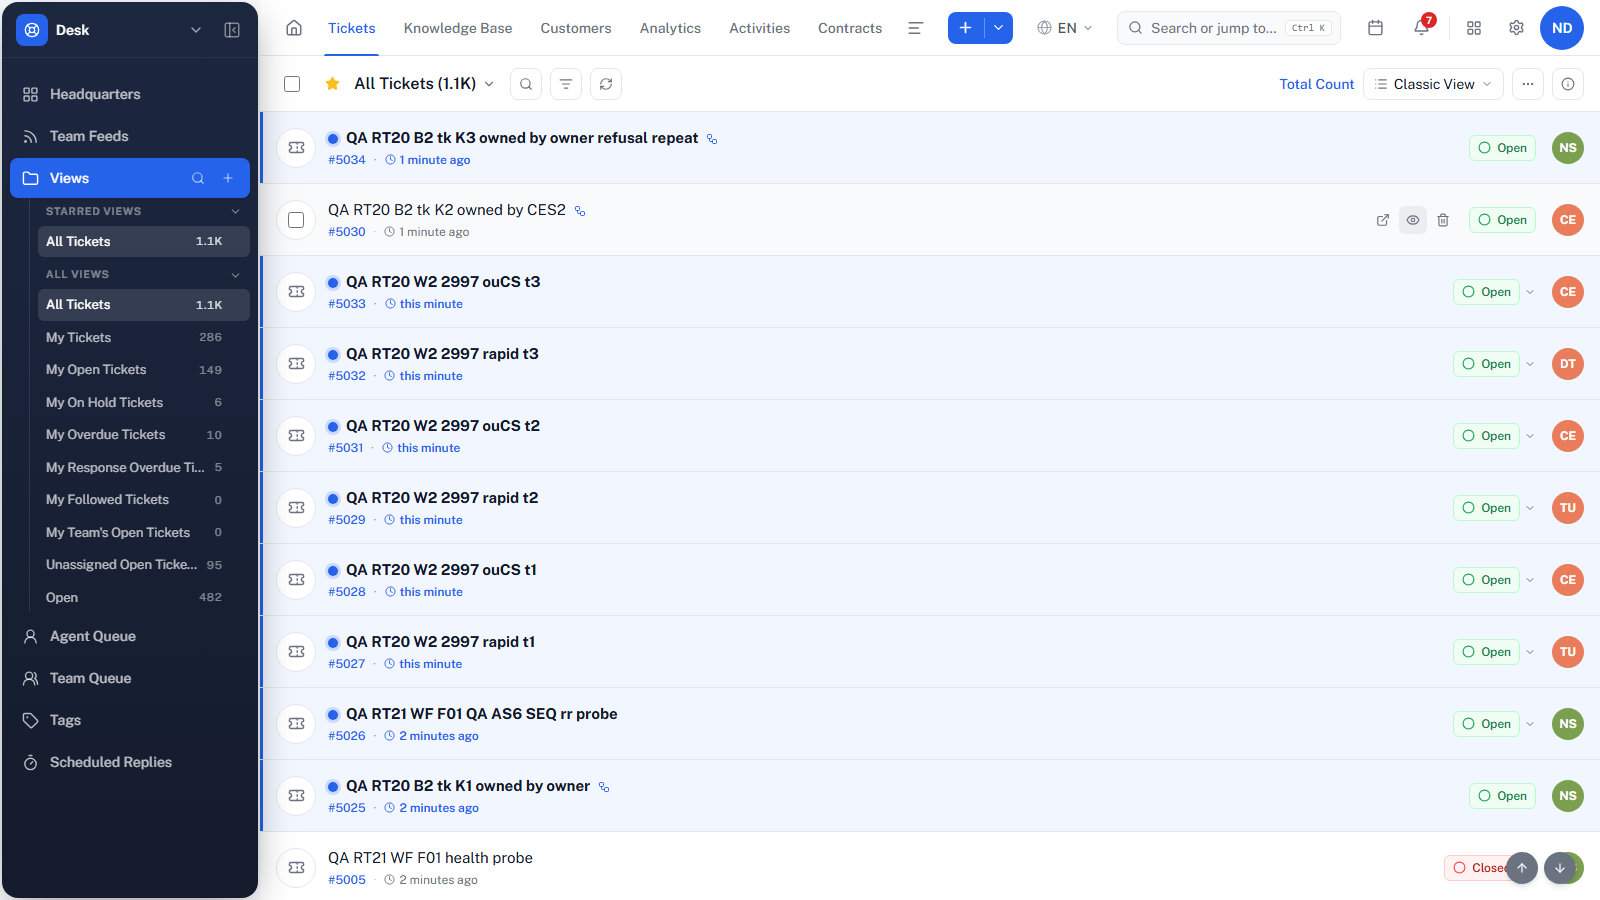 Desk
Headquarters
Team Feeds
Views
STARRED VIEWS
All Tickets 1.1K
ALL VIEWS
All Tickets 1.1K
My Tickets 286
My Open Tickets 149
My On Hold Tickets 6
My Overdue Tickets 10
My Response Overdue Ti... 5
My Followed Tickets 0
My Team's Open Tickets 0
Unassigned Open Ticke... 95
Open 482
Agent Queue
Team Queue
Tags
Scheduled Replies
Tickets Knowledge Base Customers Analytics Activities Contracts EN Search or jump to... Ctrl K 7 ND
All Tickets (1.1K) Total Count Classic View
QA RT20 B2 tk K3 owned by owner refusal repeat
#5034 · 1 minute ago
Open NS
QA RT20 B2 tk K2 owned by CES2
#5030 · 1 minute ago
Open CE
QA RT20 W2 2997 ouCS t3
#5033 · this minute
Open CE
QA RT20 W2 2997 rapid t3
#5032 · this minute
Open DT
QA RT20 W2 2997 ouCS t2
#5031 · this minute
Open CE
QA RT20 W2 2997 rapid t2
#5029 · this minute
Open TU
QA RT20 W2 2997 ouCS t1
#5028 · this minute
Open CE
QA RT20 W2 2997 rapid t1
#5027 · this minute
Open TU
QA RT21 WF F01 QA AS6 SEQ rr probe
#5026 · 2 minutes ago
Open NS
QA RT20 B2 tk K1 owned by owner
#5025 · 2 minutes ago
Open NS
QA RT21 WF F01 health probe
#5005 · 2 minutes ago